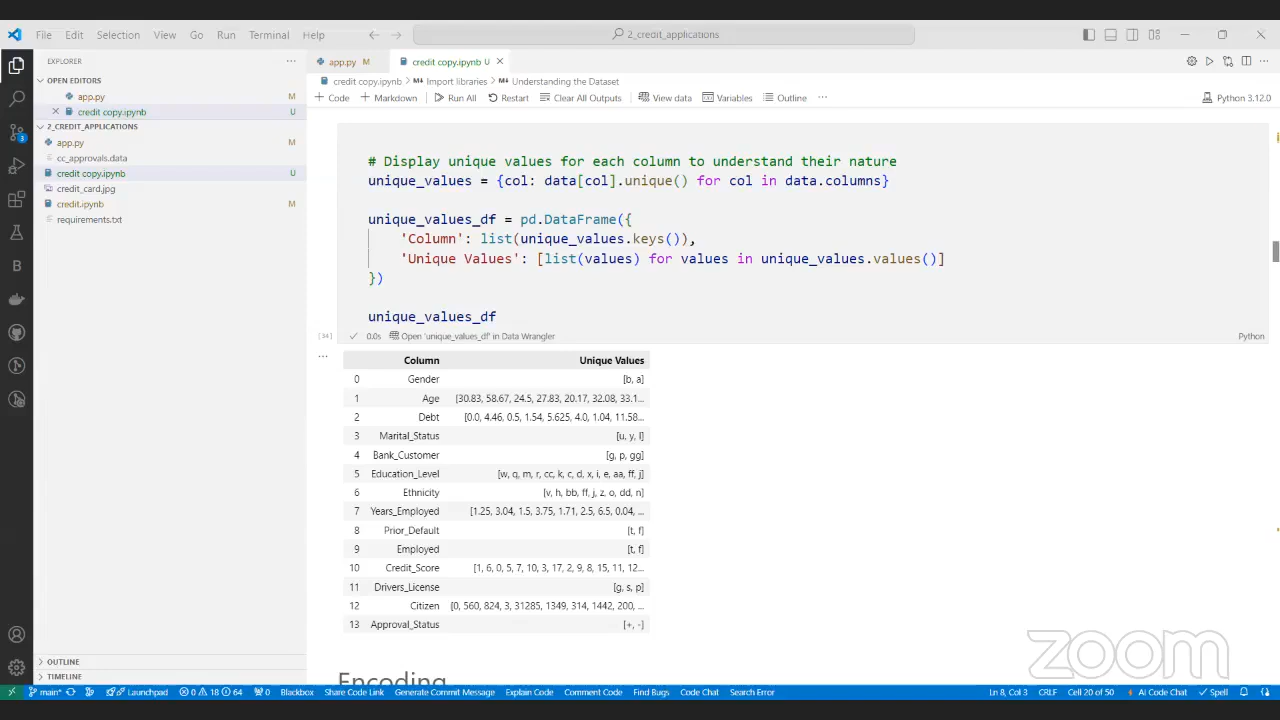 File Edit Selection View Go Run Terminal Help
2_credit_applications
EXPLORER
app.py M
credit copy.ipynb U
OPEN EDITORS
credit copy.ipynb > Import libraries > Understanding the Dataset
app.py M
Code Markdown Run All Restart Clear All Outputs View data Variables Outline ... Python 3.12.0
credit copy.ipynb U
2_CREDIT_APPLICATIONS
app.py M
cc_approvals.data
credit copy.ipynb U
credit_card.jpg
credit.ipynb M
requirements.txt
3
B
# Display unique values for each column to understand their nature
unique_values = {col: data[col].unique() for col in data.columns}
unique_values_df = pd.DataFrame({
'Column': list(unique_values.keys()),
'Unique Values': [list(values) for values in unique_values.values()]
})
unique_values_df
[34] 0.0s Open 'unique_values_df' in Data Wrangler Python
Column Unique Values
0 Gender [b, a]
1 Age [30.83, 58.67, 24.5, 27.83, 20.17, 32.08, 33.1...
2 Debt [0.0, 4.46, 0.5, 1.54, 5.625, 4.0, 1.04, 11.58...
3 Marital_Status [u, y, l]
4 Bank_Customer [g, p, gg]
5 Education_Level [w, q, m, r, cc, k, c, d, x, i, e, aa, ff, j]
6 Ethnicity [v, h, bb, ff, j, z, o, dd, n]
7 Years_Employed [1.25, 3.04, 1.5, 3.75, 1.71, 2.5, 6.5, 0.04, ...
8 Prior_Default [t, f]
9 Employed [t, f]
10 Credit_Score [1, 6, 0, 5, 7, 10, 3, 17, 2, 9, 8, 15, 11, 12...
11 Drivers_License [g, s, p]
12 Citizen [0, 560, 824, 3, 31285, 1349, 314, 1442, 200, ...
13 Approval_Status [+, -]
Encoding
zoom
OUTLINE
TIMELINE
main* Launchpad 0 18 64 0 Blackbox Share Code Link Generate Commit Message Explain Code Comment Code Find Bugs Code Chat Search Error Ln 8, Col 3 CRLF Cell 20 of 50 AI Code Chat Spell